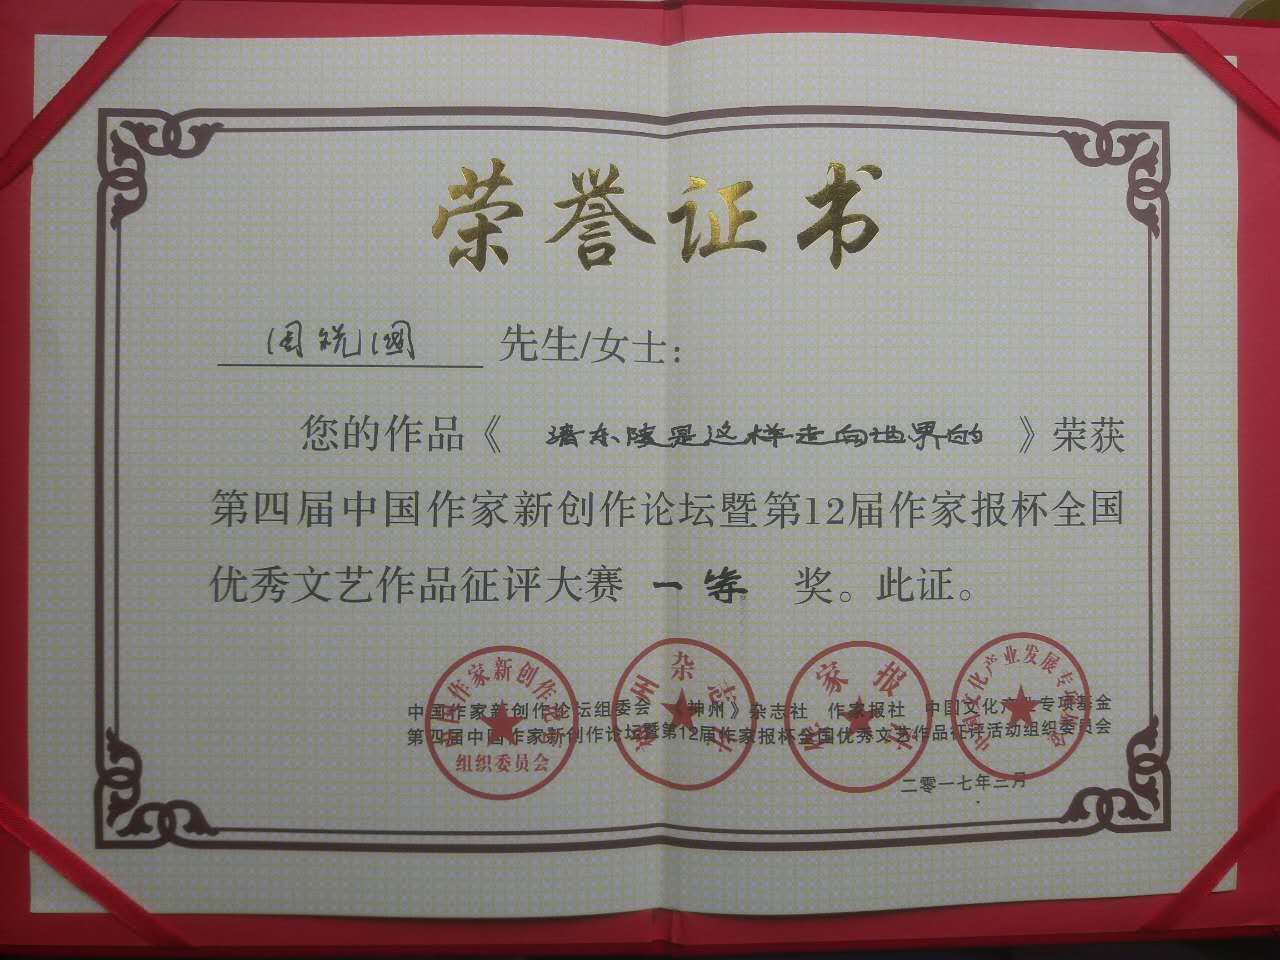 荣誉证书
先生/女士：
您的作品《清东陵是这样走向世界的》荣获
第四届中国作家新创作论坛暨第12届作家报杯全国
优秀文艺作品征评大赛 一等 奖。此证。
中国作家新创作论坛组委会 《神州》杂志社 作家报社 中国文化产业专项基金
第四届中国作家新创作论坛暨第12届作家报杯全国优秀文艺作品征评活动组织委员会
二零一七年三月
组织委员会